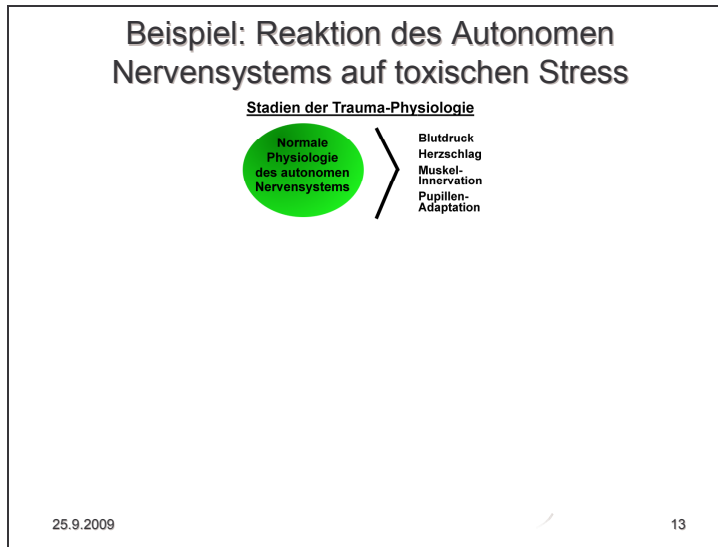 Beispiel: Reaktion des Autonomen
Nervensystems auf toxischen Stress
Stadien der Trauma-Physiologie
Normale
Physiologie
des autonomen
Nervensystems
Blutdruck
Herzschlag
Muskel-
Innervation
Pupillen-
Adaptation
25.9.2009
13